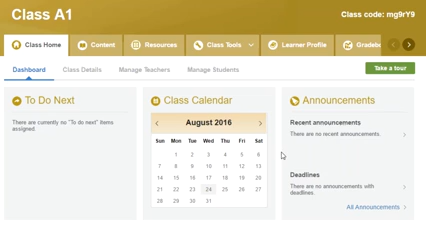 Class A1
Class code: mg9rY9
Class Home
Content
Resources
Class Tools
Learner Profile
Gradeb
Dashboard
Class Details
Manage Teachers
Manage Students
Take a tour
To Do Next
There are currently no "To do next" items
assigned.
Class Calendar
August 2016
Sun Mon Tue Wed Thu Fri Sat
1 2 3 4 5 6
7 8 9 10 11 12 13
14 15 16 17 18 19 20
21 22 23 24 25 26 27
28 29 30 31
Announcements
Recent announcements
There are no recent announcements.
Deadlines
There are no announcements with
deadlines.
All Announcements